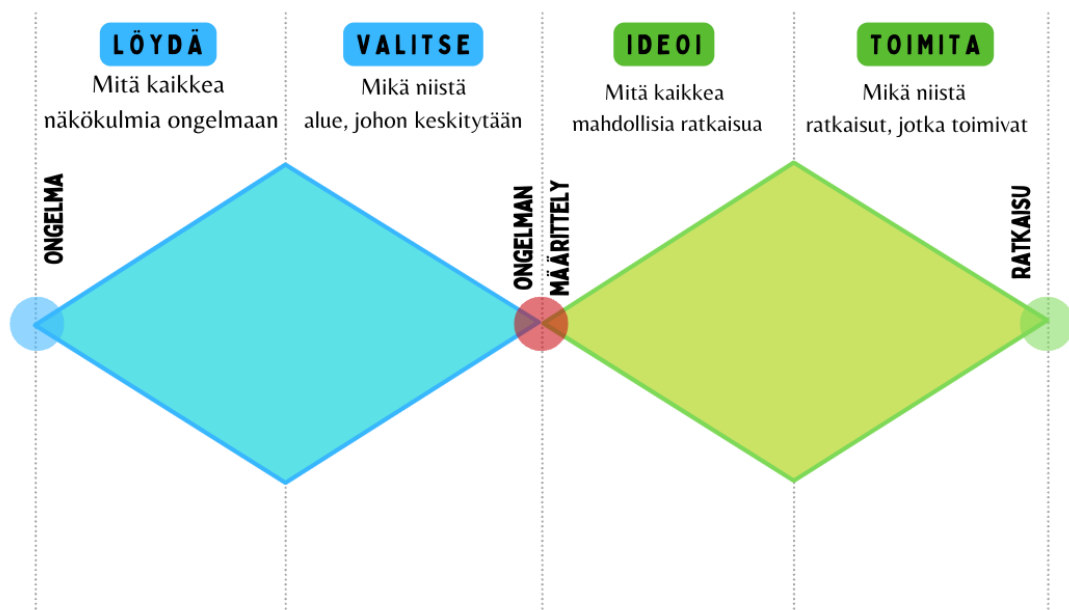 LÖYDÄ
Mitä kaikkea
näkökulmia ongelmaan
VALITSE
Mikä niistä
alue, johon keskitytään
IDEOI
Mitä kaikkea
mahdollisia ratkaisua
TOIMITA
Mikä niistä
ratkaisut, jotka toimivat
ONGELMA
ONGELMAN
MÄÄRITTELY
RATKAISU